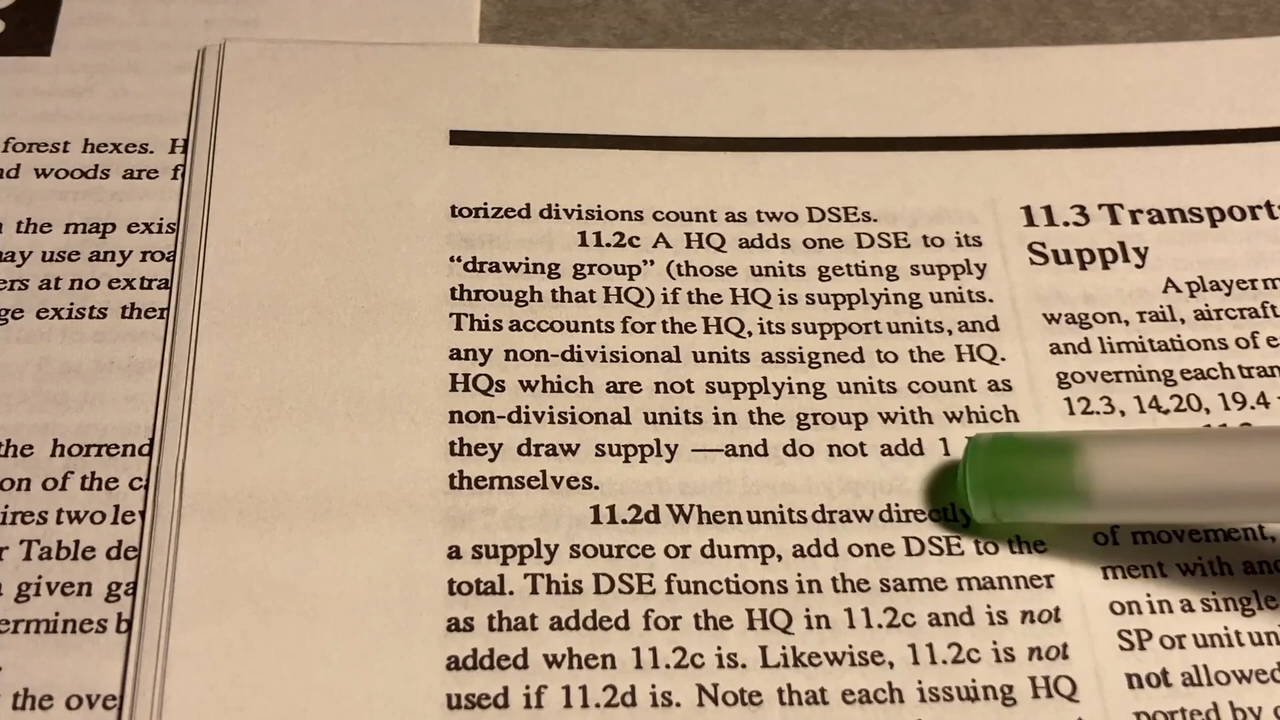 forest hexes. H
woods are f
the map exis
use any roa
ers at no extra
ge exists ther
the horrend
on of the c
ires two lev
Table de
given ga
ermines b
the ove
torized divisions count as two DSEs.
11.2c A HQ adds one DSE to its
“drawing group” (those units getting supply
through that HQ) if the HQ is supplying units.
This accounts for the HQ, its support units, and
any non-divisional units assigned to the HQ.
HQs which are not supplying units count as
non-divisional units in the group with which
they draw supply —and do not add 1
themselves.
11.2d When units draw directly
a supply source or dump, add one DSE to the
total. This DSE functions in the same manner
as that added for the HQ in 11.2c and is not
added when 11.2c is. Likewise, 11.2c is not
used if 11.2d is. Note that each issuing HQ
11.3 Transport
Supply
A player m
wagon, rail, aircraft
and limitations of e
governing each tran
12.3, 14.20, 19.4
of movement,
ment with and
on in a single
SP or unit un
not allowed
ported by